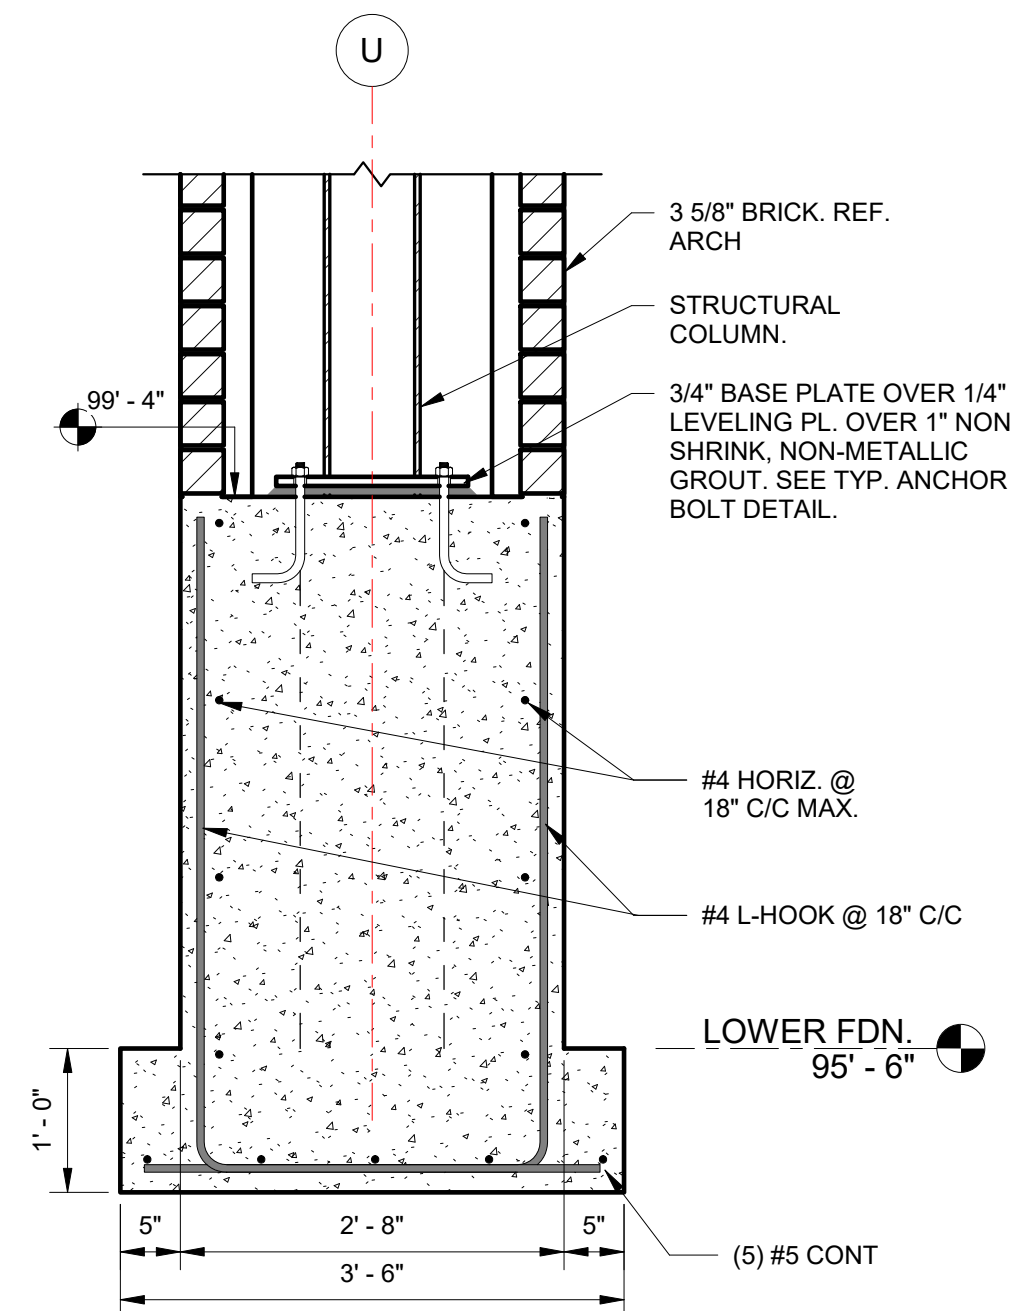 U
3 5/8" BRICK. REF.
ARCH
STRUCTURAL
COLUMN.
99' - 4"
3/4" BASE PLATE OVER 1/4"
LEVELING PL. OVER 1" NON
SHRINK, NON-METALLIC
GROUT. SEE TYP. ANCHOR
BOLT DETAIL.
#4 HORIZ. @
18" C/C MAX.
#4 L-HOOK @ 18" C/C
LOWER FDN.
95' - 6"
1' - 0"
5"
2' - 8"
5"
(5) #5 CONT
3' - 6"